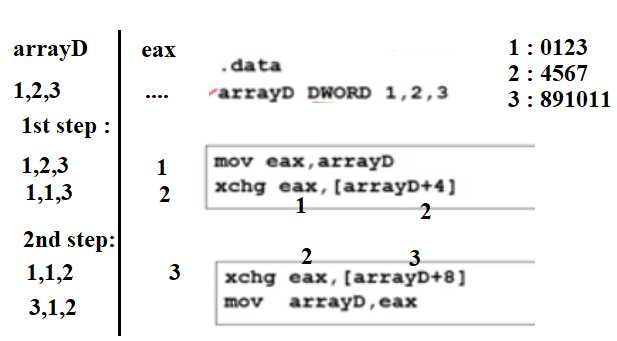 arrayD eax
.data
1 : 0123
2 : 4567
3 : 891011
1,2,3 .... arrayD DWORD 1,2,3
1st step :
1,2,3 1 mov eax,arrayD
1,1,3 2 xchg eax,[arrayD+4]
1 2
2nd step:
2 3
1,1,2 3 xchg eax,[arrayD+8]
3,1,2 mov arrayD,eax